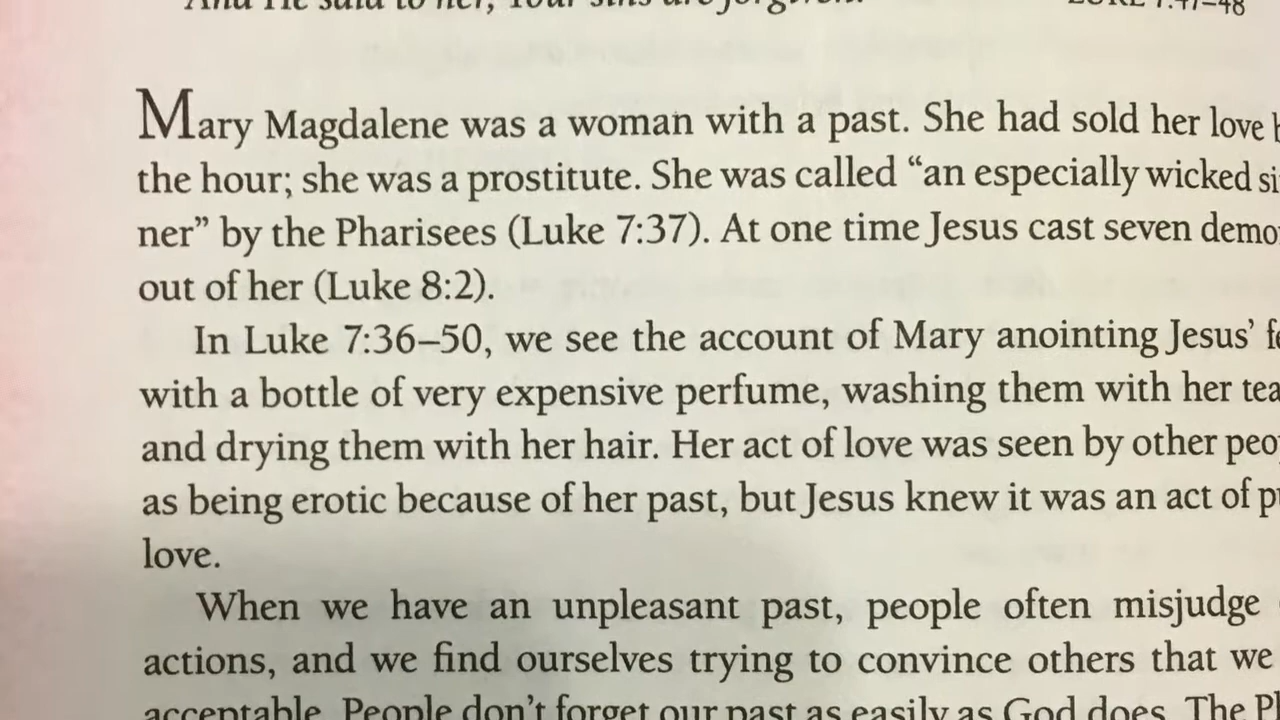 And He said to her, Your sins are forgiven.
LUKE 7:47–48
Mary Magdalene was a woman with a past. She had sold her love
the hour; she was a prostitute. She was called “an especially wicked si
ner” by the Pharisees (Luke 7:37). At one time Jesus cast seven demo
out of her (Luke 8:2).
In Luke 7:36–50, we see the account of Mary anointing Jesus’ fe
with a bottle of very expensive perfume, washing them with her tea
and drying them with her hair. Her act of love was seen by other peo
as being erotic because of her past, but Jesus knew it was an act of p
love.
When we have an unpleasant past, people often misjudge
actions, and we find ourselves trying to convince others that we
acceptable. People don’t forget our past as easily as God does. The Ph